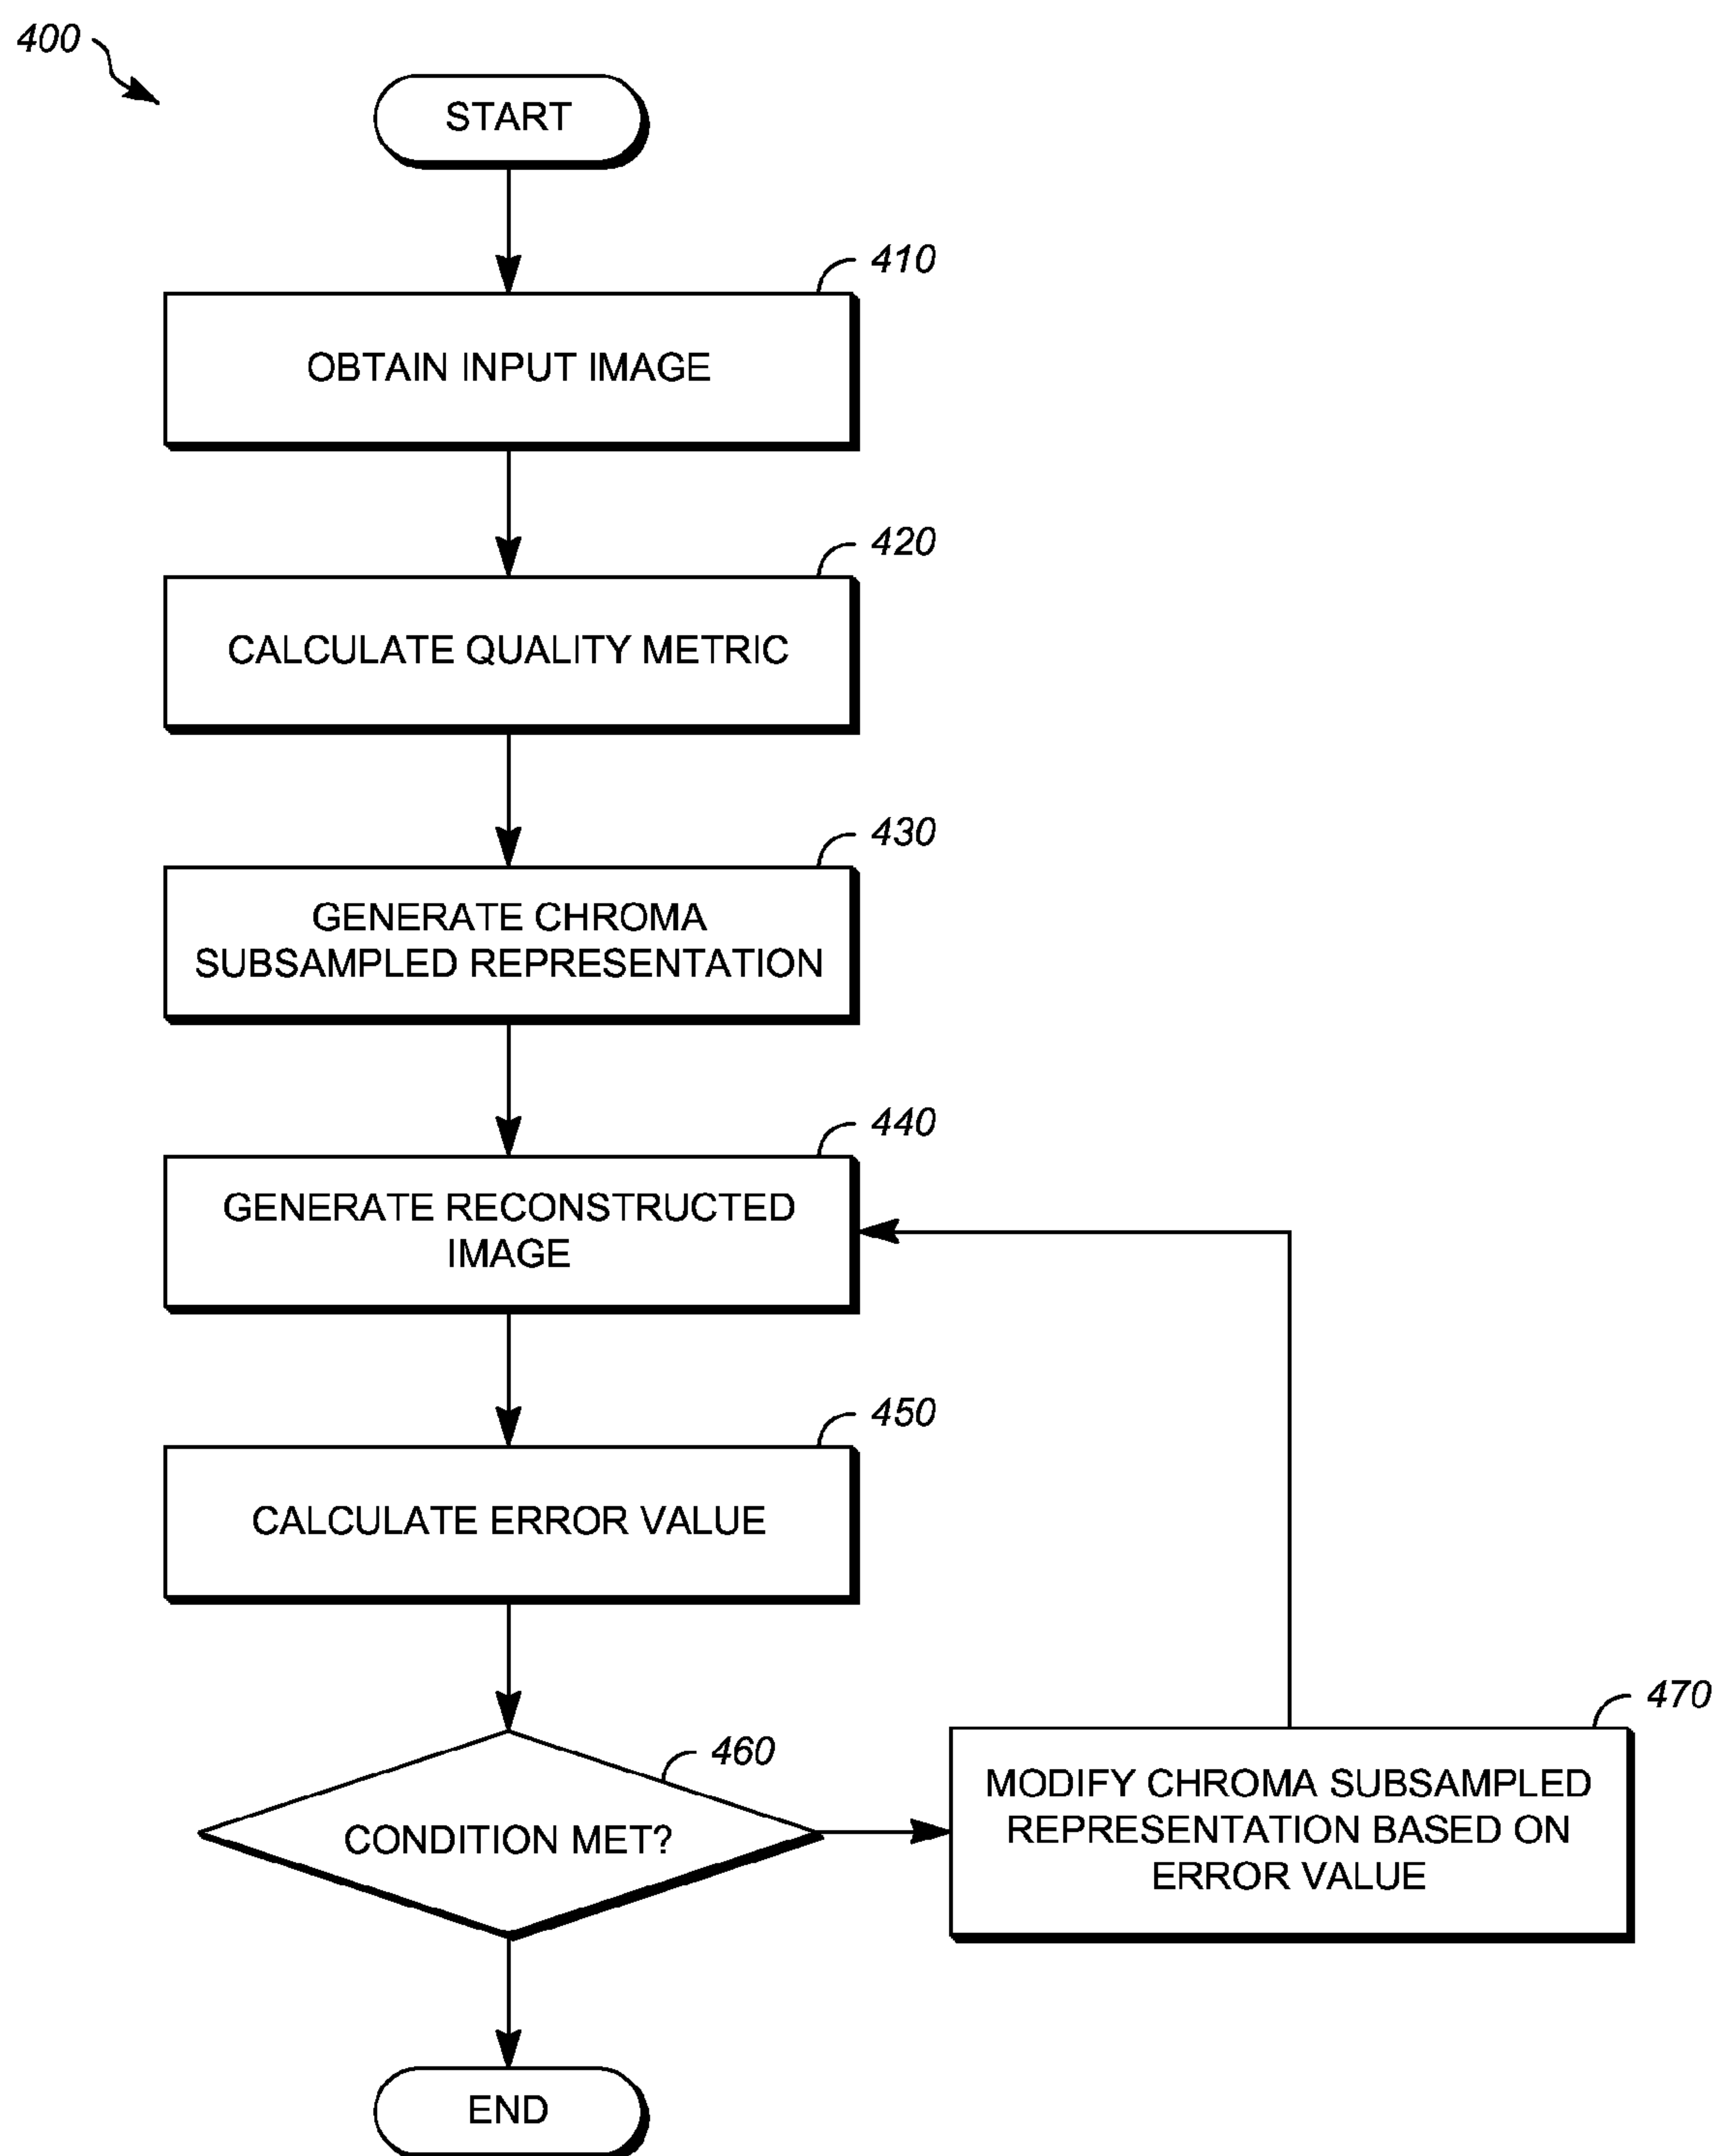 400
START
410
OBTAIN INPUT IMAGE
420
CALCULATE QUALITY METRIC
430
GENERATE CHROMA
SUBSAMPLED REPRESENTATION
440
GENERATE RECONSTRUCTED
IMAGE
450
CALCULATE ERROR VALUE
460
CONDITION MET?
470
MODIFY CHROMA SUBSAMPLED
REPRESENTATION BASED ON
ERROR VALUE
END